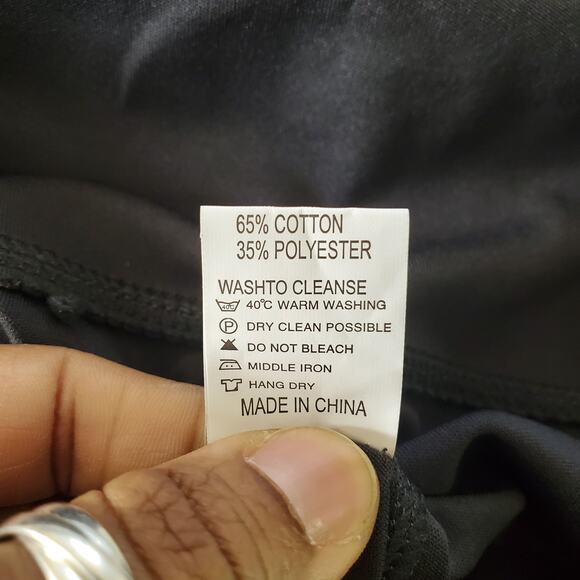 65% COTTON
35% POLYESTER
WASHTO CLEANSE
40℃ 40℃ WARM WASHING
P DRY CLEAN POSSIBLE
DO NOT BLEACH
MIDDLE IRON
HANG DRY
MADE IN CHINA